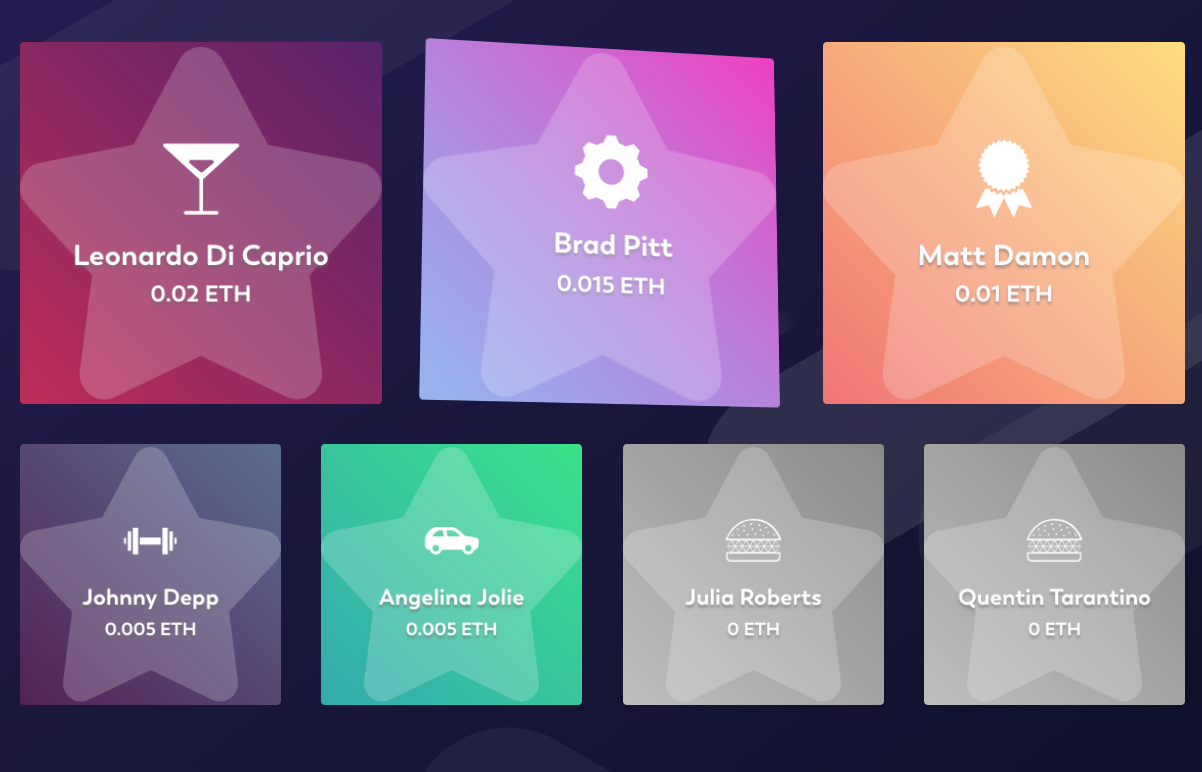 Leonardo Di Caprio
0.02 ETH
Brad Pitt
0.015 ETH
Matt Damon
0.01 ETH
Johnny Depp
0.005 ETH
Angelina Jolie
0.005 ETH
Julia Roberts
0 ETH
Quentin Tarantino
0 ETH